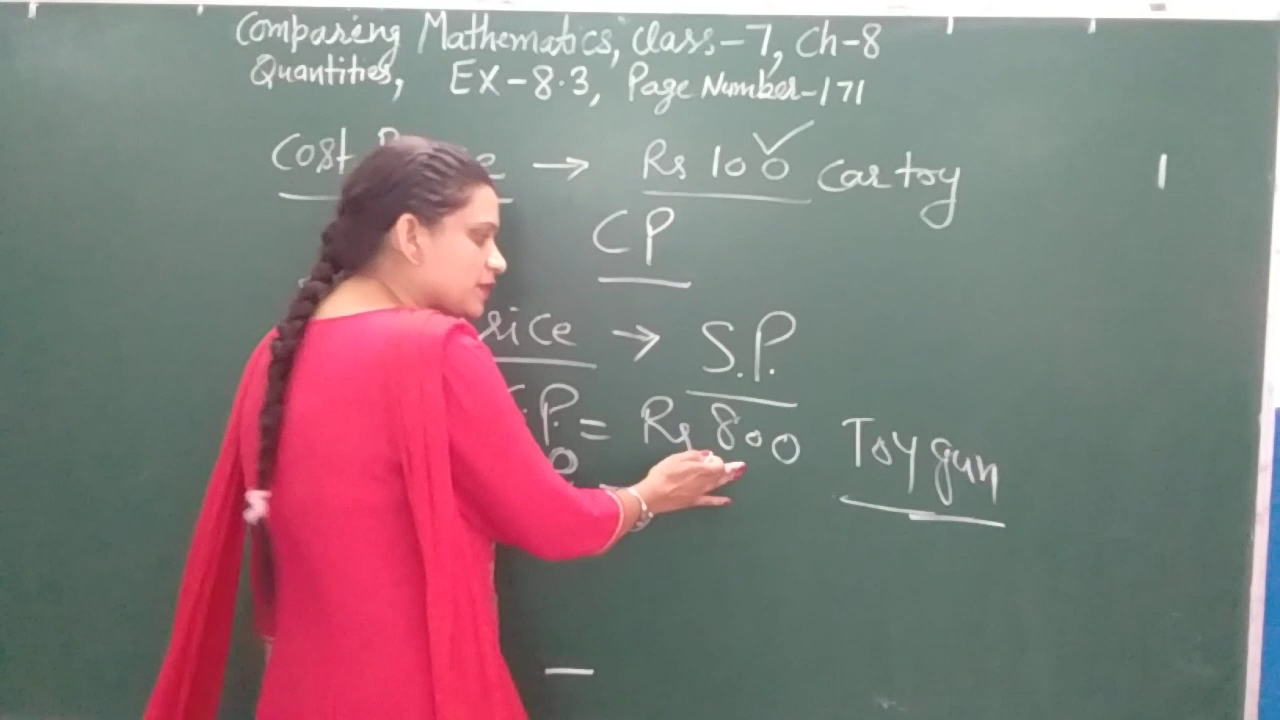 Comparing Mathematics, Class-7, Ch-8
Quantities, EX-8.3, Page Number-171
Cost → Rs 100 ✓ Car toy
CP
rice → S.P.
S.P. = Rs 800 Toy gun